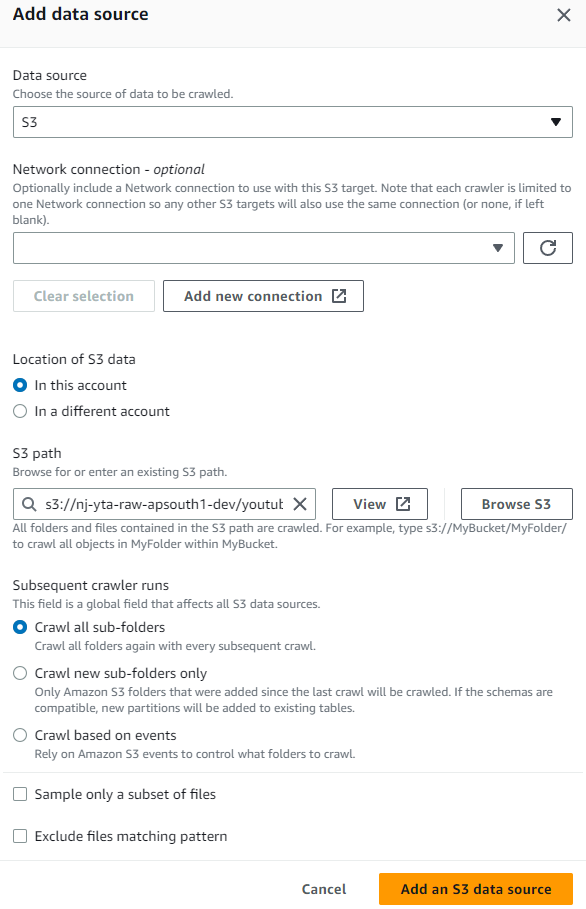 Add data source
Data source
Choose the source of data to be crawled.
S3
Network connection - optional
Optionally include a Network connection to use with this S3 target. Note that each crawler is limited to
one Network connection so any other S3 targets will also use the same connection (or none, if left
blank).
Clear selection
Add new connection
Location of S3 data
In this account
In a different account
S3 path
Browse for or enter an existing S3 path.
s3://nj-yta-raw-apsouth1-dev/youtub
View
Browse S3
All folders and files contained in the S3 path are crawled. For example, type s3://MyBucket/MyFolder/
to crawl all objects in MyFolder within MyBucket.
Subsequent crawler runs
This field is a global field that affects all S3 data sources.
Crawl all sub-folders
Crawl all folders again with every subsequent crawl.
Crawl new sub-folders only
Only Amazon S3 folders that were added since the last crawl will be crawled. If the schemas are
compatible, new partitions will be added to existing tables.
Crawl based on events
Rely on Amazon S3 events to control what folders to crawl.
Sample only a subset of files
Exclude files matching pattern
Cancel
Add an S3 data source